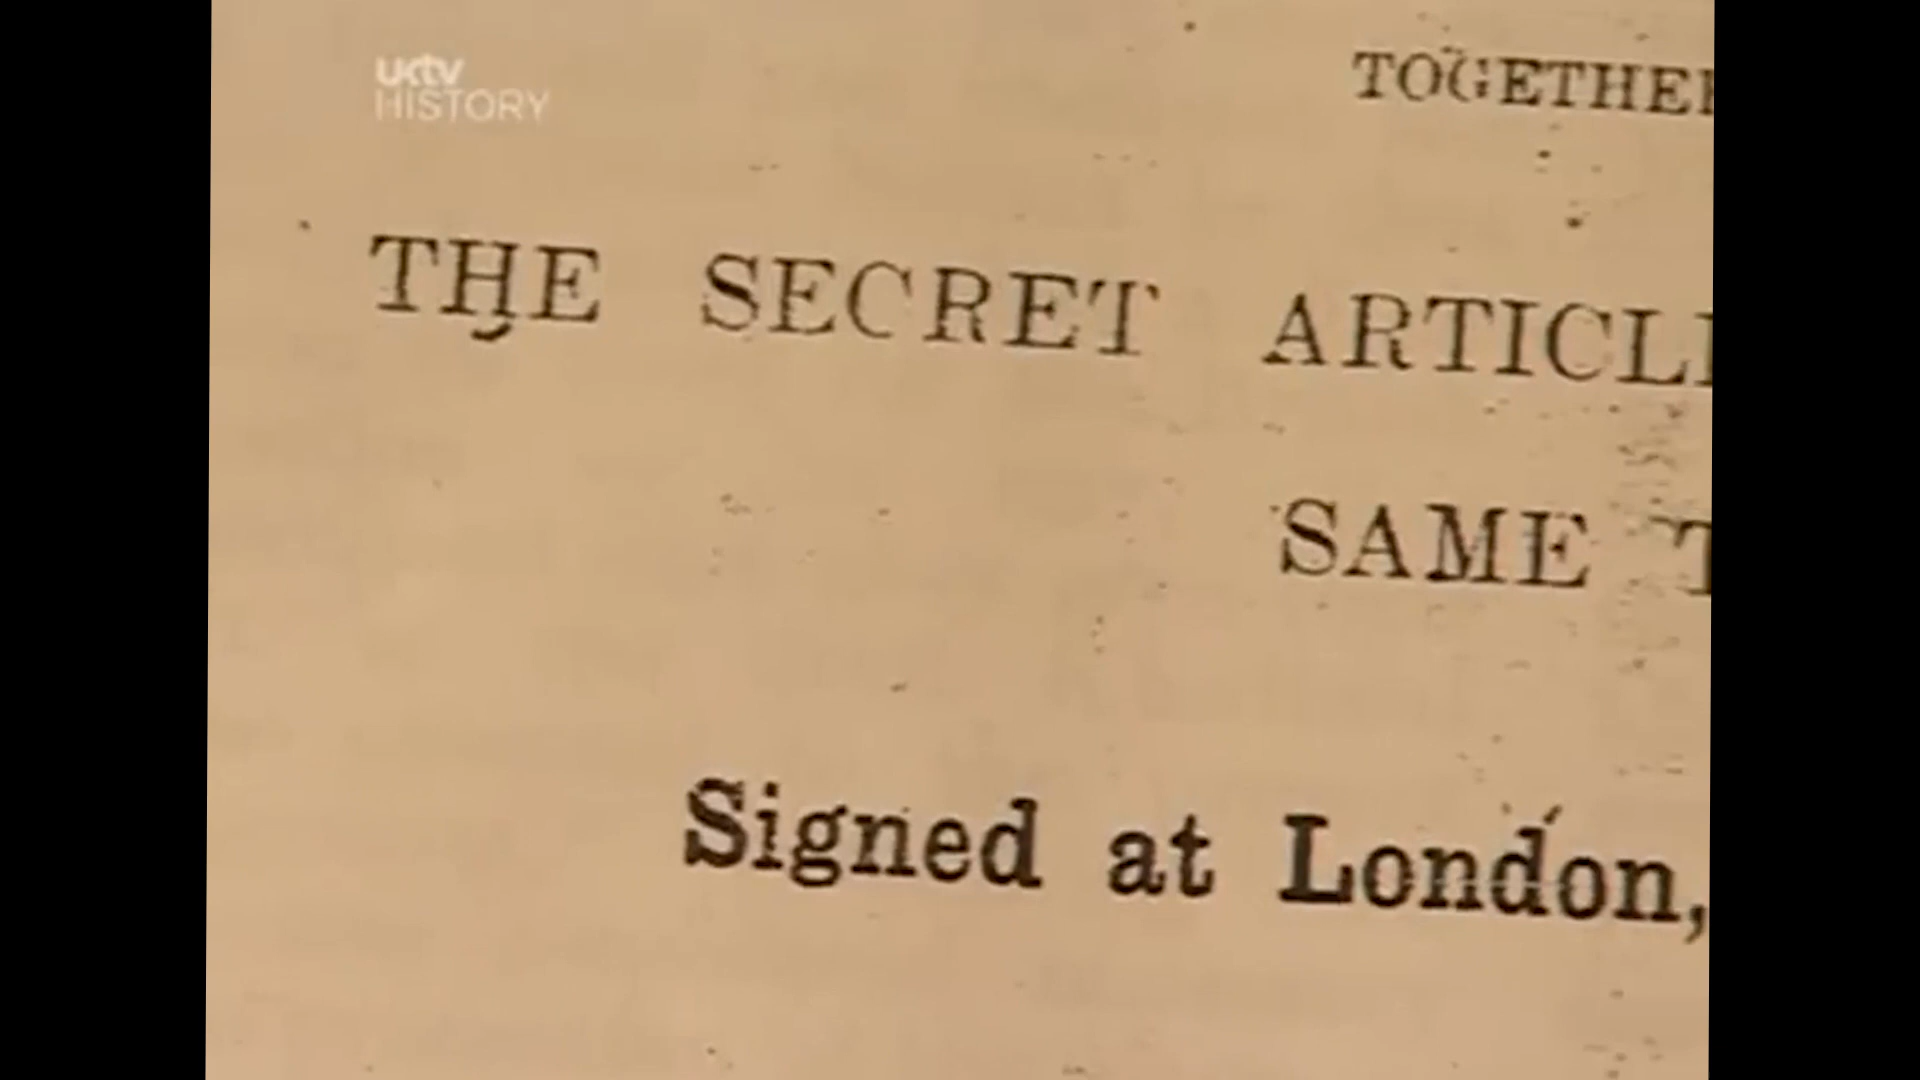 uktv
HISTORY
TOGETHE
THE SECRET ARTICL
SAME T
Signed at London,